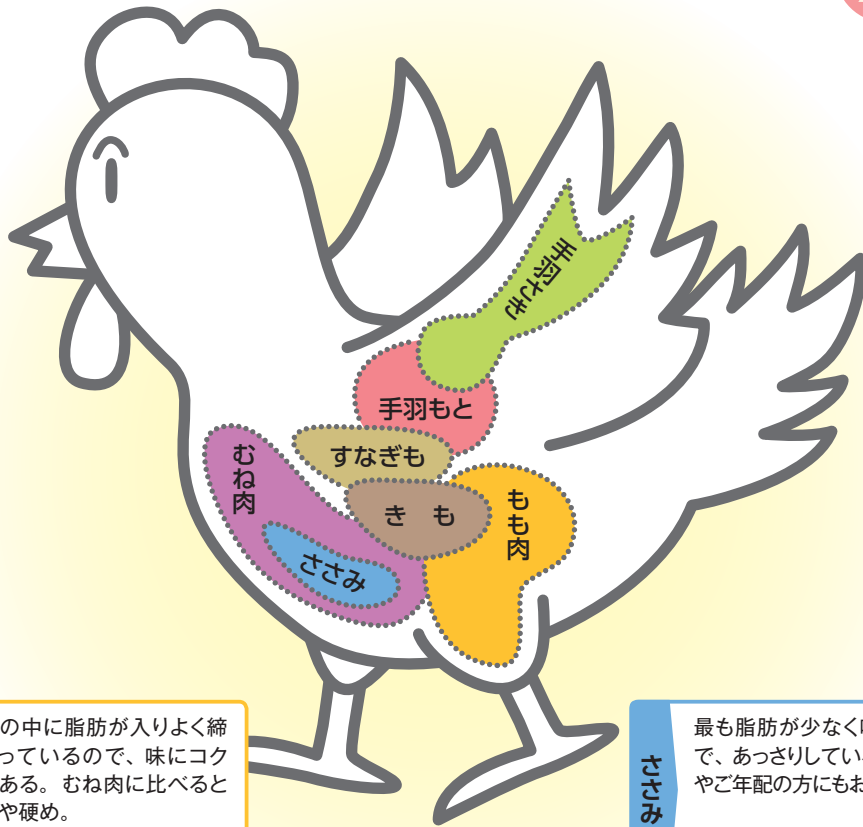 手羽さき
手羽もと
すなぎも
むね肉
きも
もも肉
ささみ
の中に脂肪が入りよく締
っているので、味にコク
ある。むね肉に比べると
や硬め。
ささみ
最も脂肪が少なく
で、あっさりしてい
やご年配の方にもお